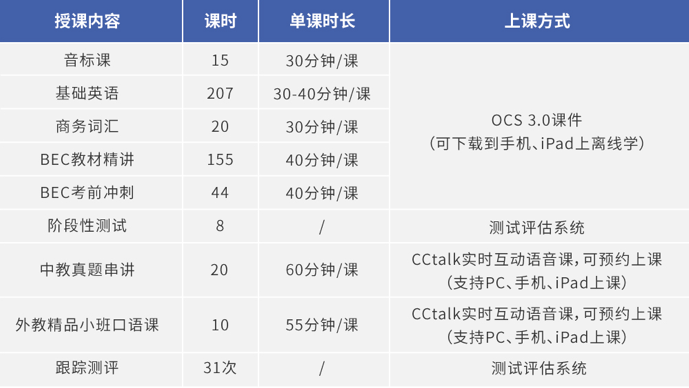 授课内容 课时 单课时长 上课方式
音标课 15 30分钟/课
基础英语 207 30-40分钟/课
商务词汇 20 30分钟/课
OCS 3.0课件
（可下载到手机、iPad上离线学）
BEC教材精讲 155 40分钟/课
BEC考前冲刺 44 40分钟/课
阶段性测试 8 / 测试评估系统
中教真题串讲 20 60分钟/课 CCtalk实时互动语音课，可预约上课
（支持PC、手机、iPad上课）
外教精品小班口语课 10 55分钟/课 CCtalk实时互动语音课，可预约上课
（支持PC、手机、iPad上课）
跟踪测评 31次 / 测试评估系统